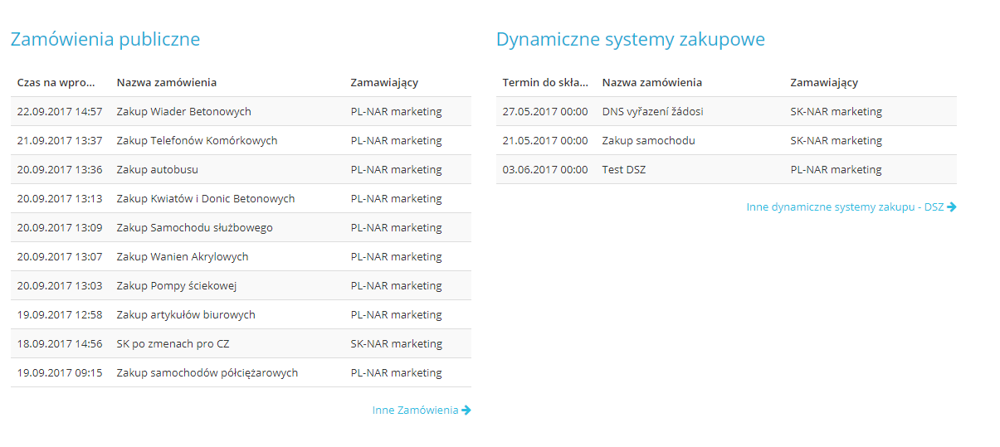 Zamówienia publiczne
Czas na wpro... Nazwa zamówienia Zamawiający
22.09.2017 14:57 Zakup Wiader Betonowych PL-NAR marketing
21.09.2017 13:37 Zakup Telefonów Komórkowych PL-NAR marketing
20.09.2017 13:36 Zakup autobusu PL-NAR marketing
20.09.2017 13:13 Zakup Kwiatów i Donic Betonowych PL-NAR marketing
20.09.2017 13:09 Zakup Samochodu służbowego PL-NAR marketing
20.09.2017 13:07 Zakup Wanien Akrylowych PL-NAR marketing
20.09.2017 13:03 Zakup Pompy ściekowej PL-NAR marketing
19.09.2017 12:58 Zakup artykułów biurowych PL-NAR marketing
18.09.2017 14:56 SK po zmenach pro CZ SK-NAR marketing
19.09.2017 09:15 Zakup samochodów półciężarowych PL-NAR marketing
Inne Zamówienia
Dynamiczne systemy zakupowe
Termin do skła... Nazwa zamówienia Zamawiający
27.05.2017 00:00 DNS vyřazení žádosi SK-NAR marketing
21.05.2017 00:00 Zakup samochodu SK-NAR marketing
03.06.2017 00:00 Test DSZ PL-NAR marketing
Inne dynamiczne systemy zakupu - DSZ